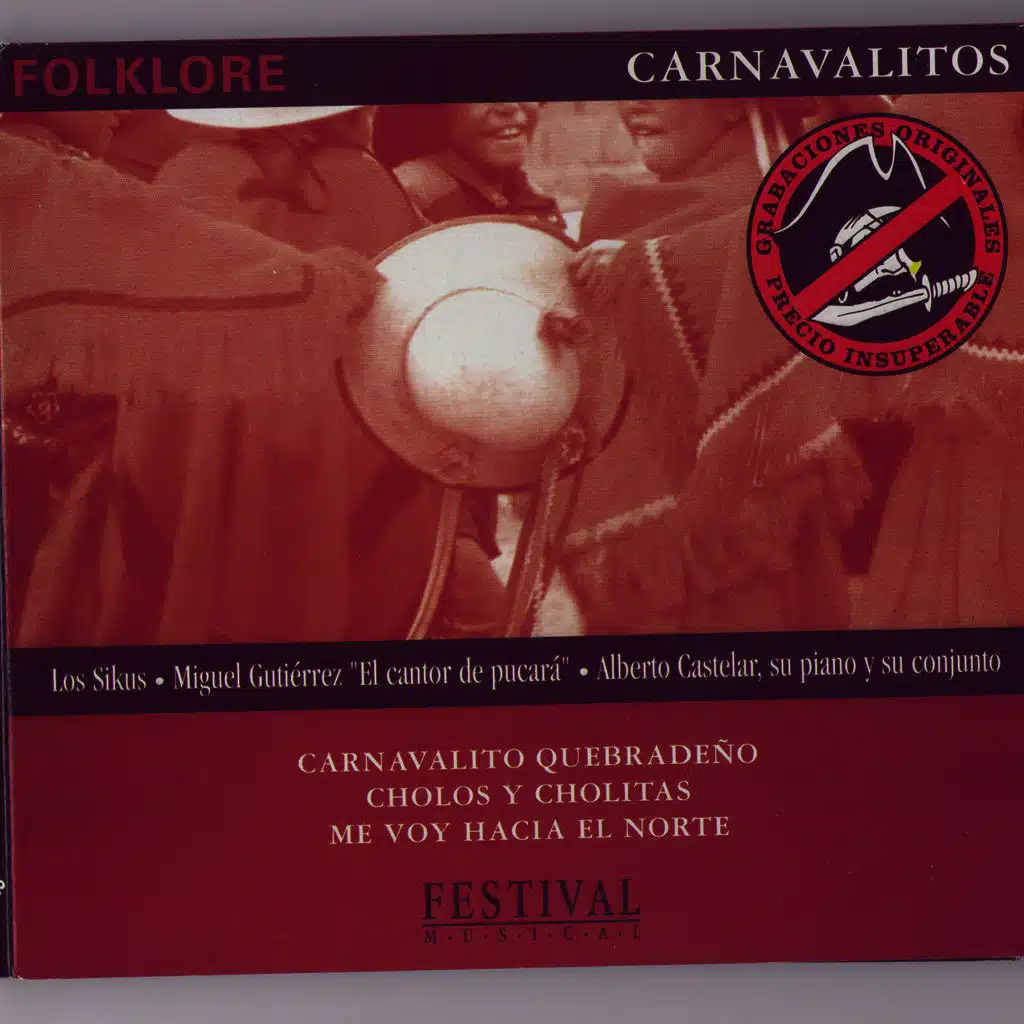 FOLKLORE
CARNAVALITOS
GRABACIONES ORIGINALES
PRECIO INSUPERABLE
Los Sikus • Miguel Gutiérrez "El cantor de pucará" • Alberto Castelar, su piano y su conjunto
CARNAVALITO QUEBRADEÑO
CHOLOS Y CHOLITAS
ME VOY HACIA EL NORTE
FESTIVAL
M·U·S·I·C·A·L